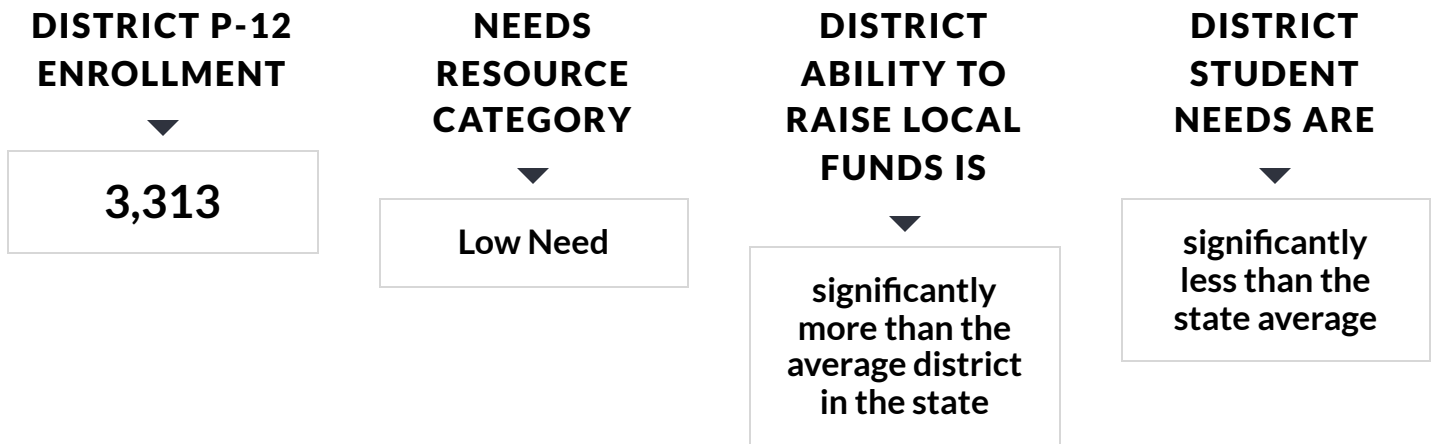 DISTRICT P-12
ENROLLMENT
3,313
NEEDS
RESOURCE
CATEGORY
Low Need
DISTRICT
ABILITY TO
RAISE LOCAL
FUNDS IS
significantly
more than the
average district
in the state
DISTRICT
STUDENT
NEEDS ARE
significantly
less than the
state average